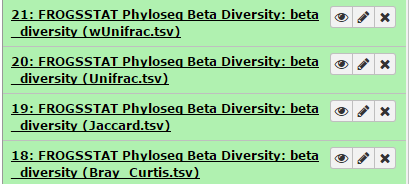 21: FROGSSTAT Phyloseq Beta Diversity: beta
_diversity (wUnifrac.tsv)
20: FROGSSTAT Phyloseq Beta Diversity: beta
_diversity (Unifrac.tsv)
19: FROGSSTAT Phyloseq Beta Diversity: beta
_diversity (Jaccard.tsv)
18: FROGSSTAT Phyloseq Beta Diversity: beta
_diversity (Bray_Curtis.tsv)